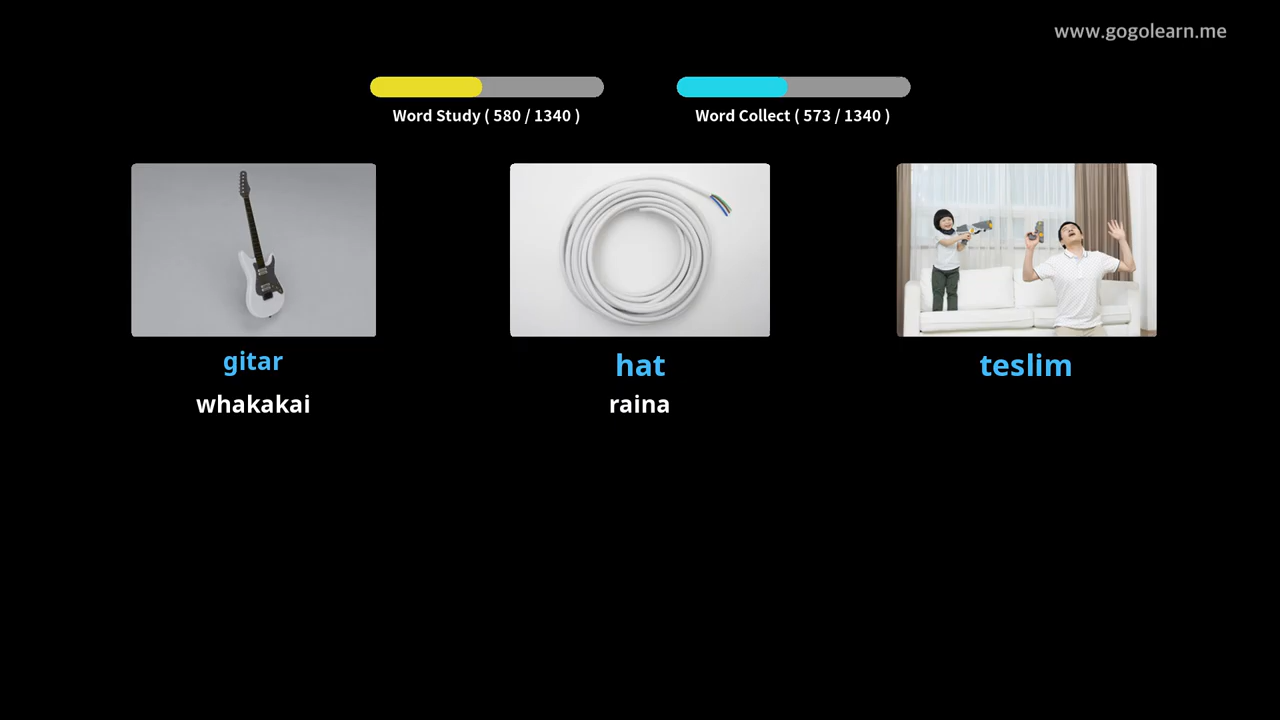 www.gogolearn.me
Word Study ( 580 / 1340 )
Word Collect ( 573 / 1340 )
gitar
whakakai
hat
raina
teslim